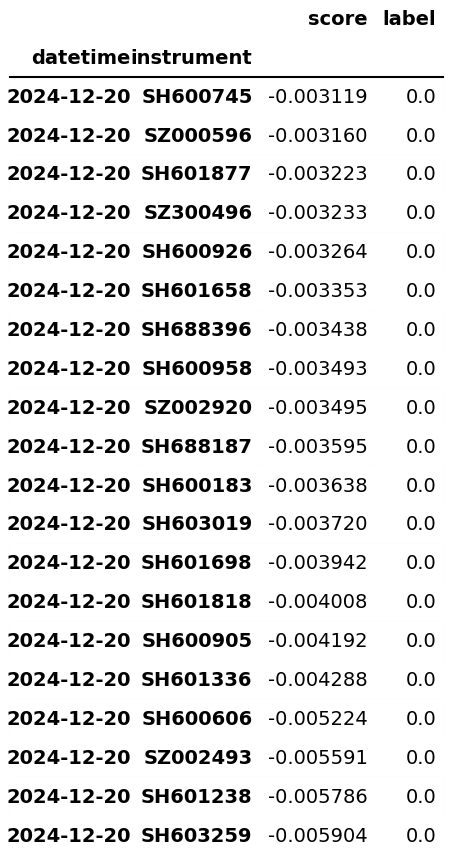 score label
datetime instrument
2024-12-20 SH600745 -0.003119 0.0
2024-12-20 SZ000596 -0.003160 0.0
2024-12-20 SH601877 -0.003223 0.0
2024-12-20 SZ300496 -0.003233 0.0
2024-12-20 SH600926 -0.003264 0.0
2024-12-20 SH601658 -0.003353 0.0
2024-12-20 SH688396 -0.003438 0.0
2024-12-20 SH600958 -0.003493 0.0
2024-12-20 SZ002920 -0.003495 0.0
2024-12-20 SH688187 -0.003595 0.0
2024-12-20 SH600183 -0.003638 0.0
2024-12-20 SH603019 -0.003720 0.0
2024-12-20 SH601698 -0.003942 0.0
2024-12-20 SH601818 -0.004008 0.0
2024-12-20 SH600905 -0.004192 0.0
2024-12-20 SH601336 -0.004288 0.0
2024-12-20 SH600606 -0.005224 0.0
2024-12-20 SZ002493 -0.005591 0.0
2024-12-20 SH601238 -0.005786 0.0
2024-12-20 SH603259 -0.005904 0.0